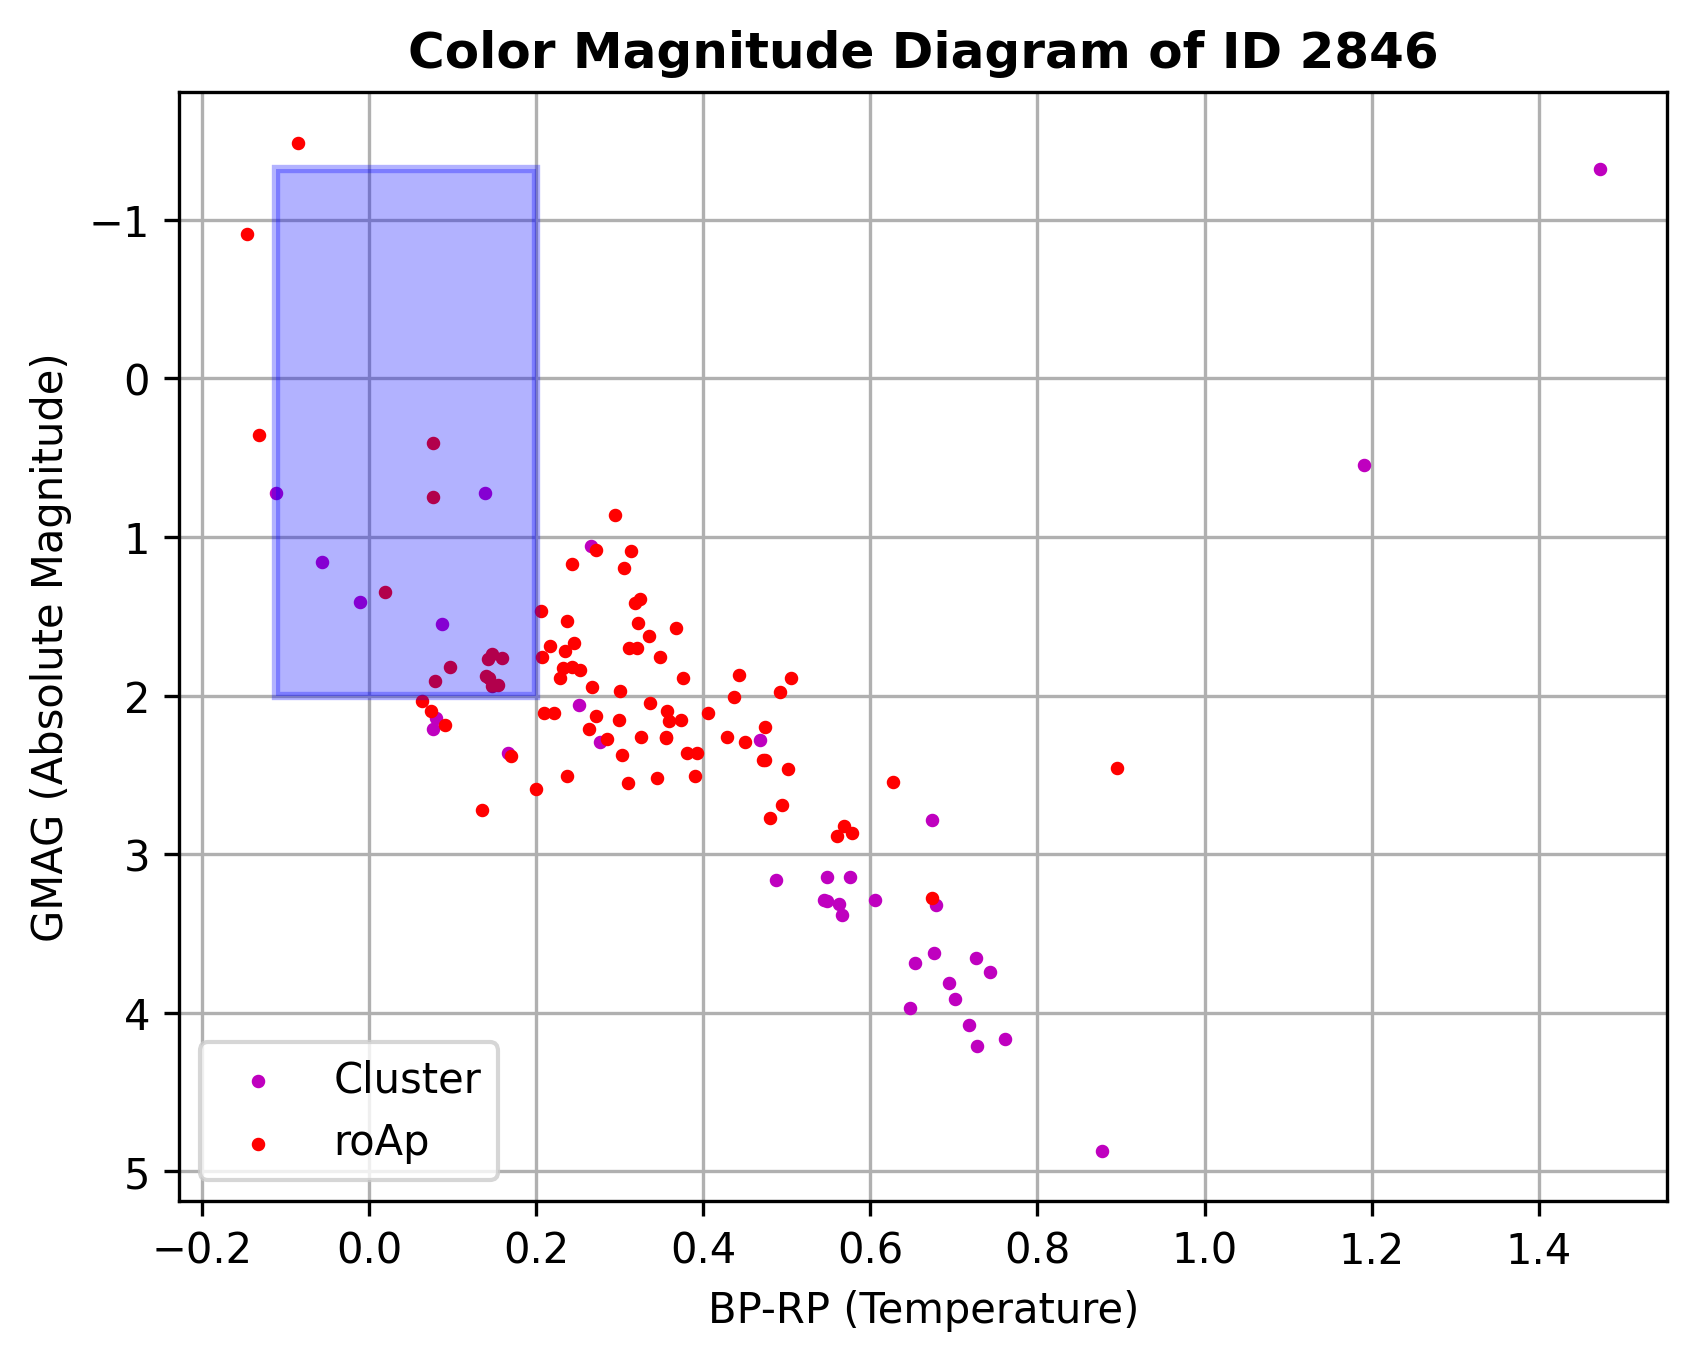 Color Magnitude Diagram of ID 2846
GMAG (Absolute Magnitude)
−1
0
1
2
3
4
5
Cluster
roAp
−0.2 0.0 0.2 0.4 0.6 0.8 1.0 1.2 1.4
BP-RP (Temperature)